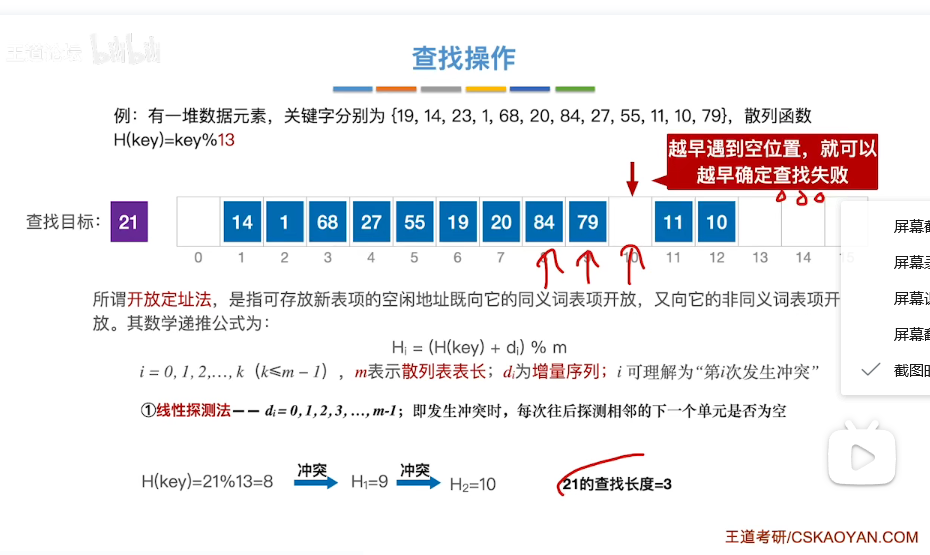 王道论坛 bilibili
查找操作
例：有一堆数据元素，关键字分别为 {19, 14, 23, 1, 68, 20, 84, 27, 55, 11, 10, 79}，散列函数
H(key)=key%13
越早遇到空位置，就可以
越早确定查找失败
查找目标： 21
14 1 68 27 55 19 20 84 79 11 10
0 1 2 3 4 5 6 7 8 9 10 11 12 13 14 15
屏幕截
屏幕
屏幕
屏幕
截图
所谓开放定址法，是指可存放新表项的空闲地址既向它的同义词表项开放，又向它的非同义词表项开
放。其数学递推公式为：
Hᵢ = (H(key) + dᵢ) % m
i = 0, 1, 2,…, k（k≤m − 1），m表示散列表表长；dᵢ为增量序列；i 可理解为“第i次发生冲突”
①线性探测法—— dᵢ = 0, 1, 2, 3, …, m-1；即发生冲突时，每次往后探测相邻的下一个单元是否为空
H(key)=21%13=8 冲突 H₁=9 冲突 H₂=10 21的查找长度=3
王道考研/CSKAOYAN.COM